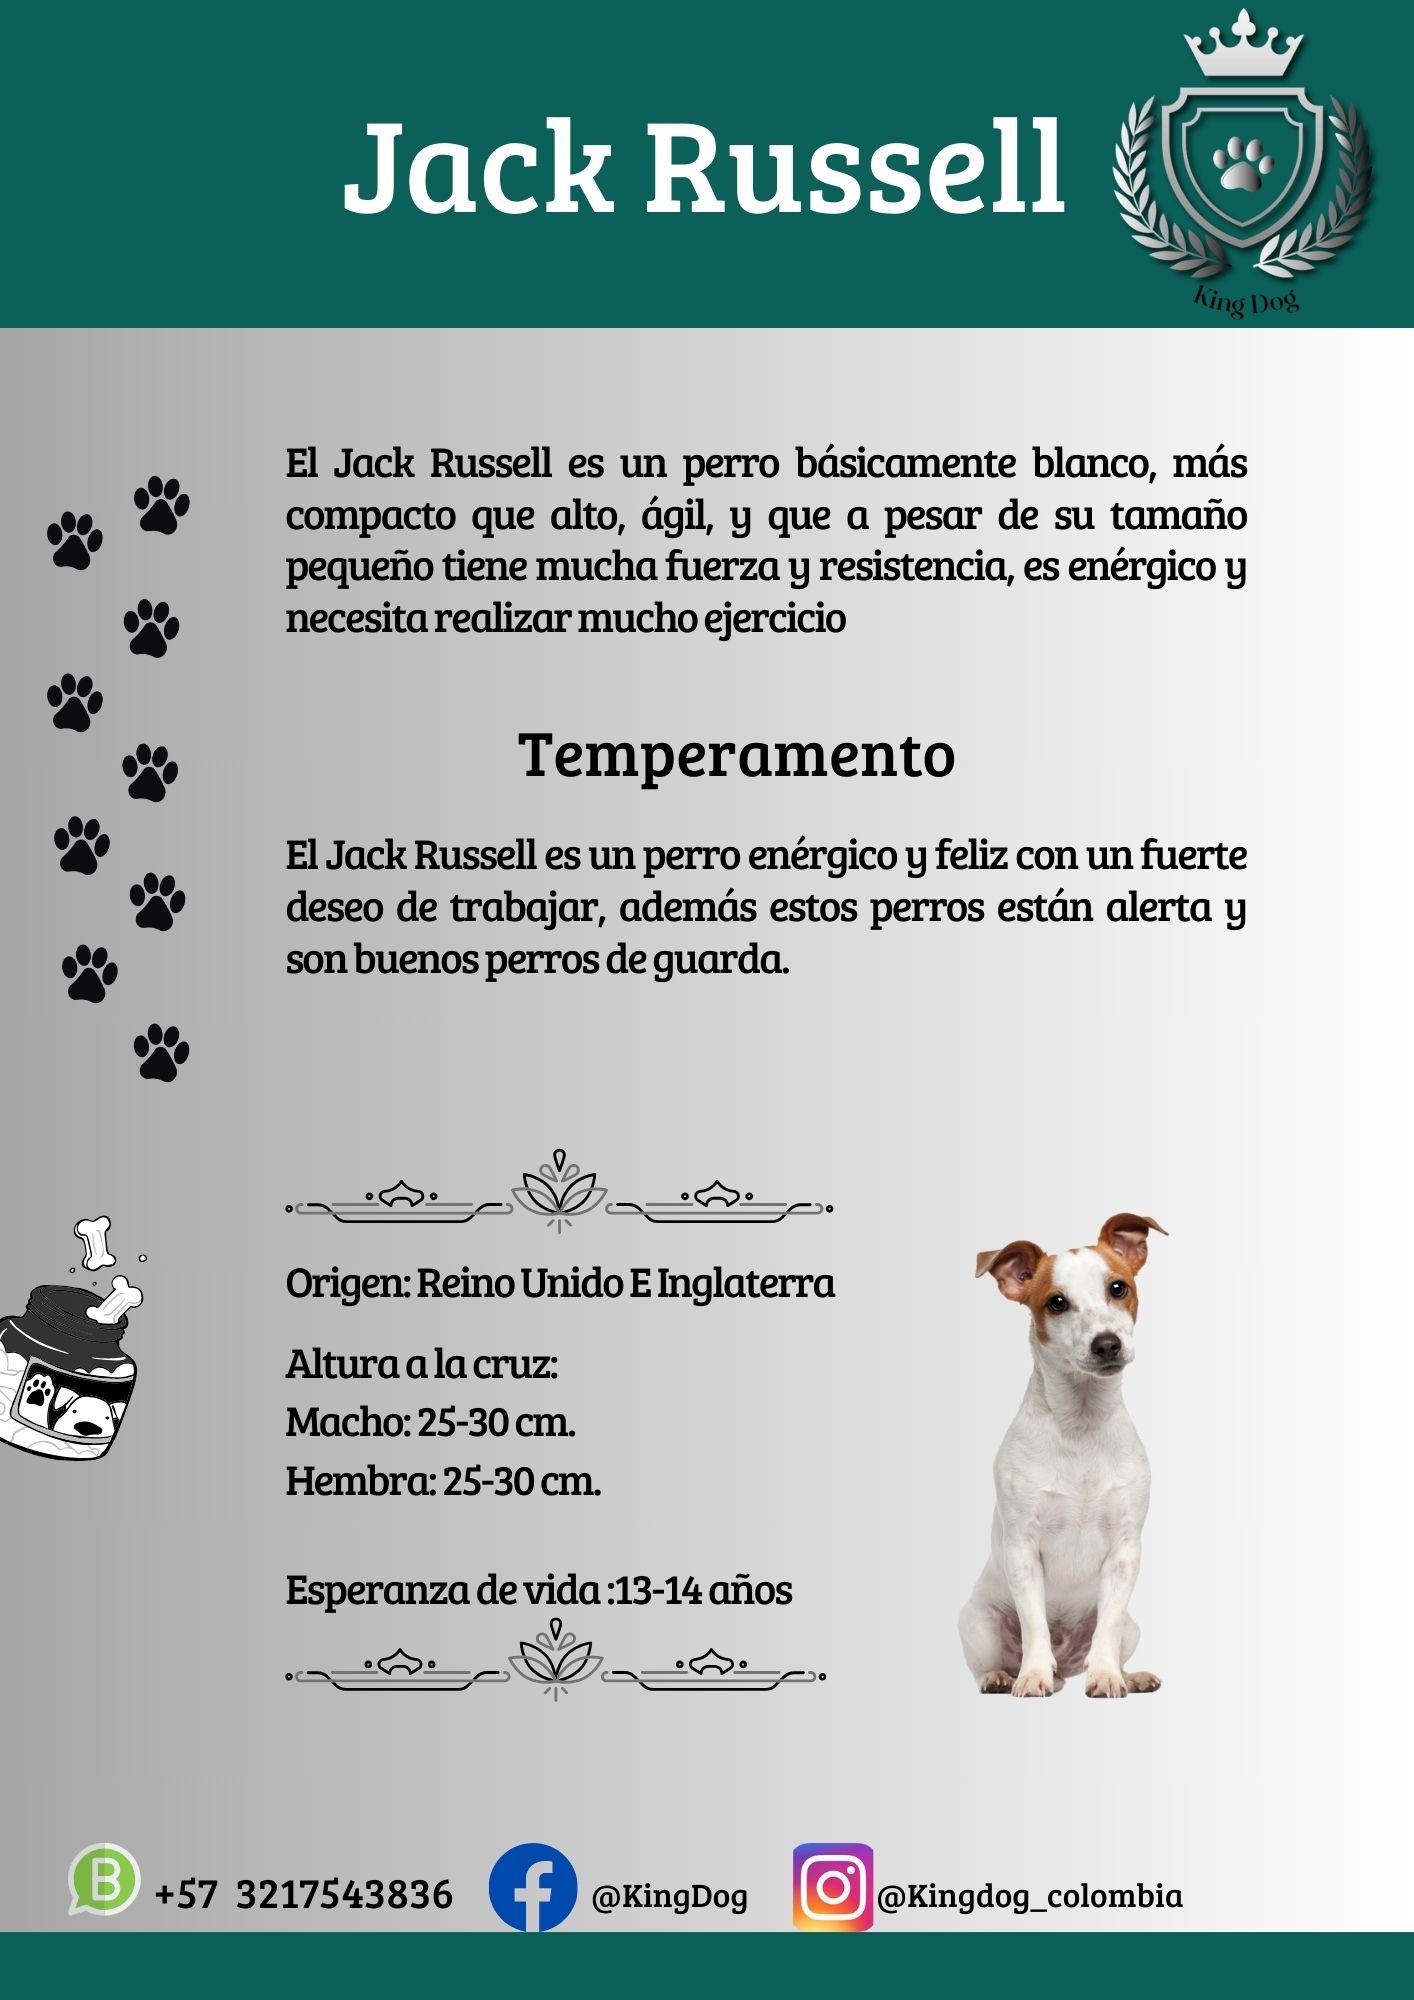 Jack Russell
King Dog
El Jack Russell es un perro básicamente blanco, más
compacto que alto, ágil, y que a pesar de su tamaño
pequeño tiene mucha fuerza y resistencia, es enérgico y
necesita realizar mucho ejercicio
Temperamento
El Jack Russell es un perro enérgico y feliz con un fuerte
deseo de trabajar, además estos perros están alerta y
son buenos perros de guarda.
Origen: Reino Unido E Inglaterra
Altura a la cruz:
Macho: 25-30 cm.
Hembra: 25-30 cm.
Esperanza de vida :13-14 años
B +57 3217543836 @KingDog @Kingdog_colombia